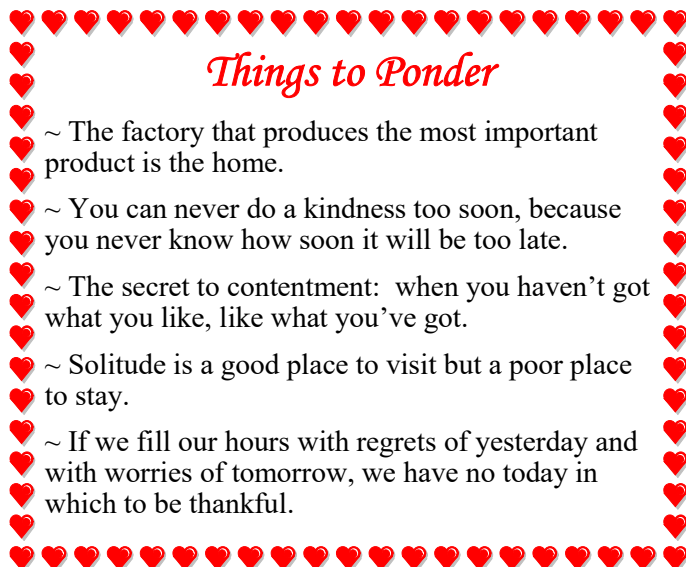 Things to Ponder
~ The factory that produces the most important
product is the home.
~ You can never do a kindness too soon, because
you never know how soon it will be too late.
~ The secret to contentment:  when you haven’t got
what you like, like what you’ve got.
~ Solitude is a good place to visit but a poor place
to stay.
~ If we fill our hours with regrets of yesterday and
with worries of tomorrow, we have no today in
which to be thankful.